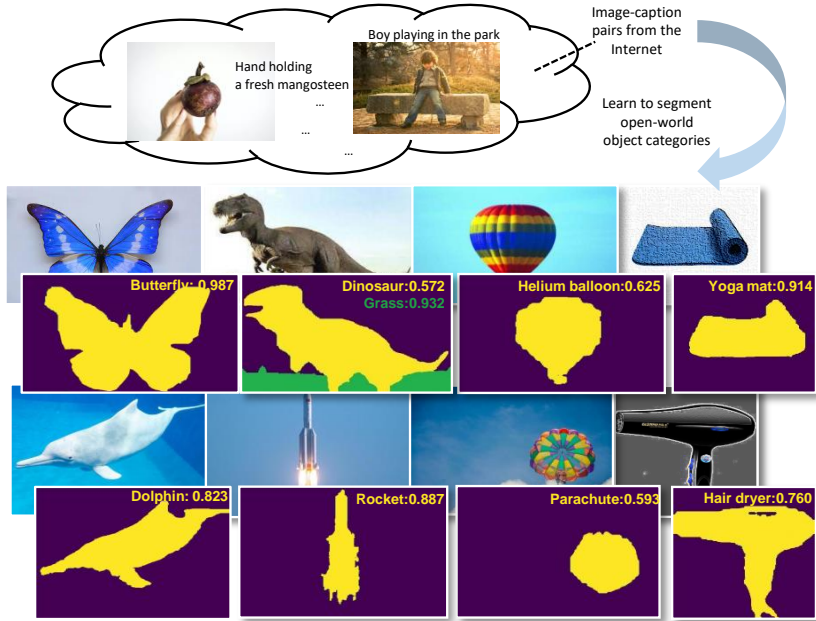 Image-caption
pairs from the
Internet
Boy playing in the park
Hand holding
a fresh mangosteen
...
...
...
Learn to segment
open-world
object categories
Butterfly: 0.987
Dinosaur:0.572
Grass:0.932
Helium balloon:0.625
Yoga mat:0.914
Dolphin: 0.823
Rocket:0.887
Parachute:0.593
Hair dryer:0.760